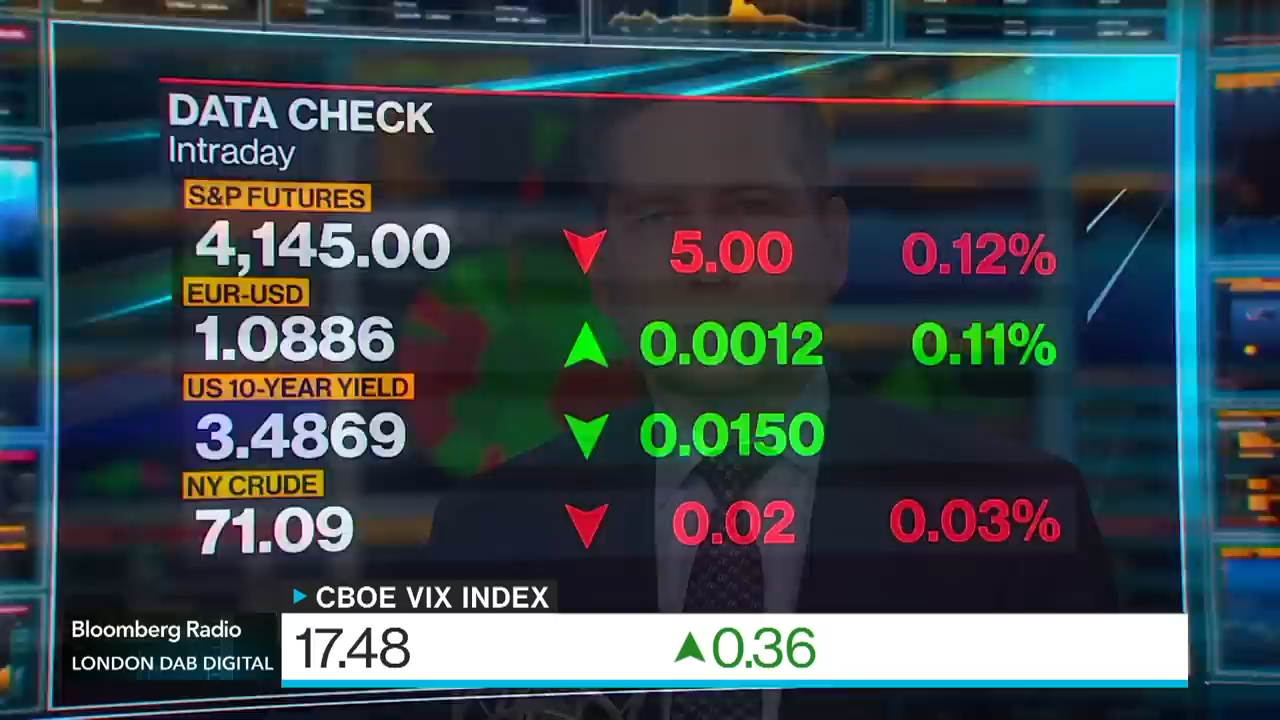 DATA CHECK
Intraday
S&P FUTURES
4,145.00 ▼ 5.00 0.12%
EUR-USD
1.0886 ▲ 0.0012 0.11%
US 10-YEAR YIELD
3.4869 ▼ 0.0150
NY CRUDE
71.09 ▼ 0.02 0.03%
CBOE VIX INDEX
Bloomberg Radio
LONDON DAB DIGITAL
17.48 ▲0.36